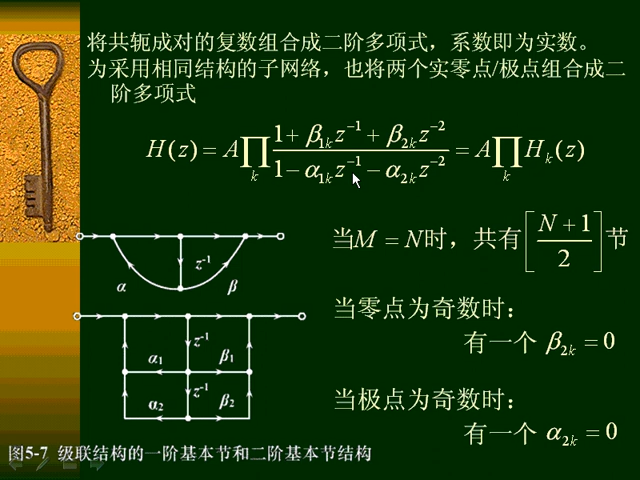 将共轭成对的复数组合成二阶多项式，系数即为实数。
为采用相同结构的子网络，也将两个实零点/极点组合成二
阶多项式
H(z) = A∏_k (1 + β_{1k}z^{-1} + β_{2k}z^{-2}) / (1 − α_{1k}z^{-1} − α_{2k}z^{-2}) = A∏_k H_k(z)
当M = N时，共有[(N + 1) / 2]节
z^{-1}
α β
当零点为奇数时：
有一个 β_{2k} = 0
z^{-1}
α₁ β₁
z^{-1}
α₂ β₂
当极点为奇数时：
有一个 α_{2k} = 0
图5-7 级联结构的一阶基本节和二阶基本节结构